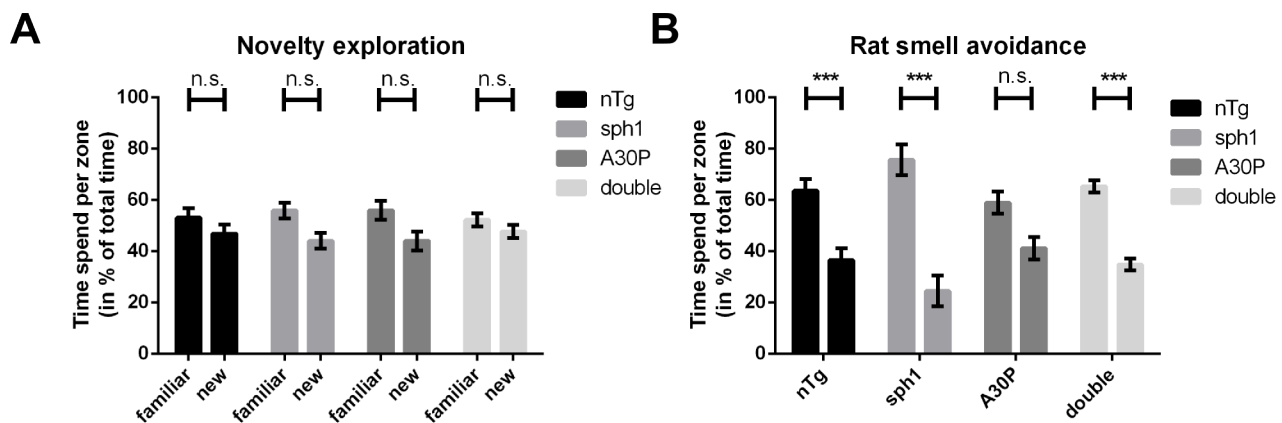 A
Novelty exploration
n.s.
n.s.
n.s.
n.s.
Time spend per zone
(in % of total time)
100
80
60
40
20
0
familiar
new
familiar
new
familiar
new
familiar
new
nTg
sph1
A30P
double
B
Rat smell avoidance
***
***
n.s.
***
Time spend per zone
(in % of total time)
100
80
60
40
20
0
nTg
sph1
A30P
double
nTg
sph1
A30P
double